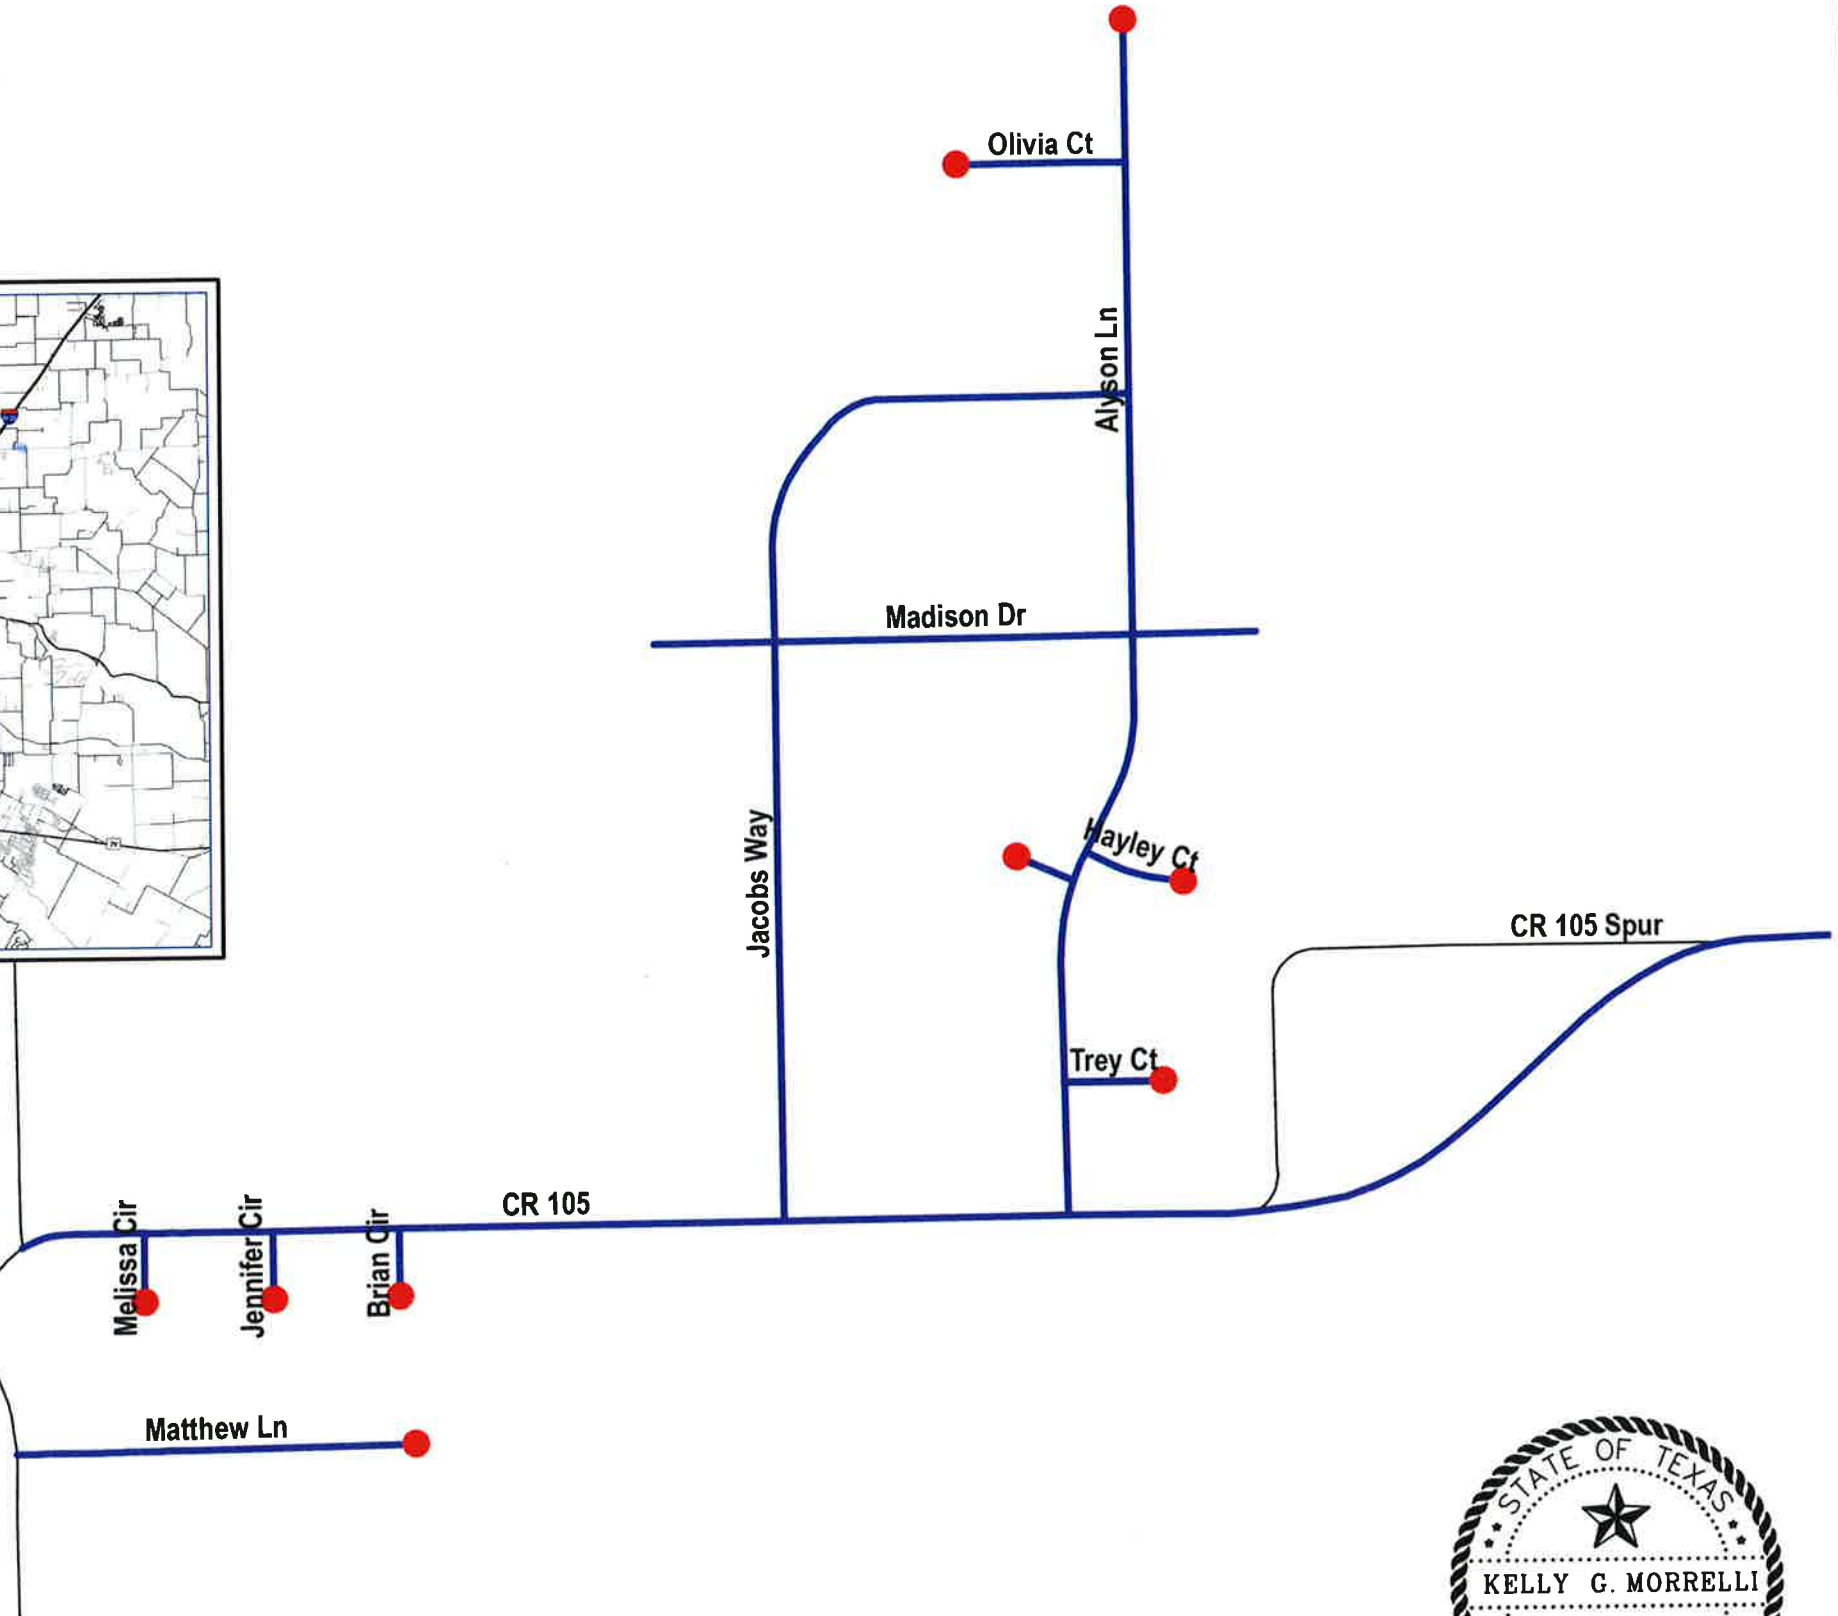 Olivia Ct
Alyson Ln
Madison Dr
Jacobs Way
Hayley Ct
CR 105 Spur
Trey Ct
CR 105
Melissa Cir
Jennifer Cir
Brian Cir
Matthew Ln
STATE OF TEXAS
KELLY G. MORRELLI